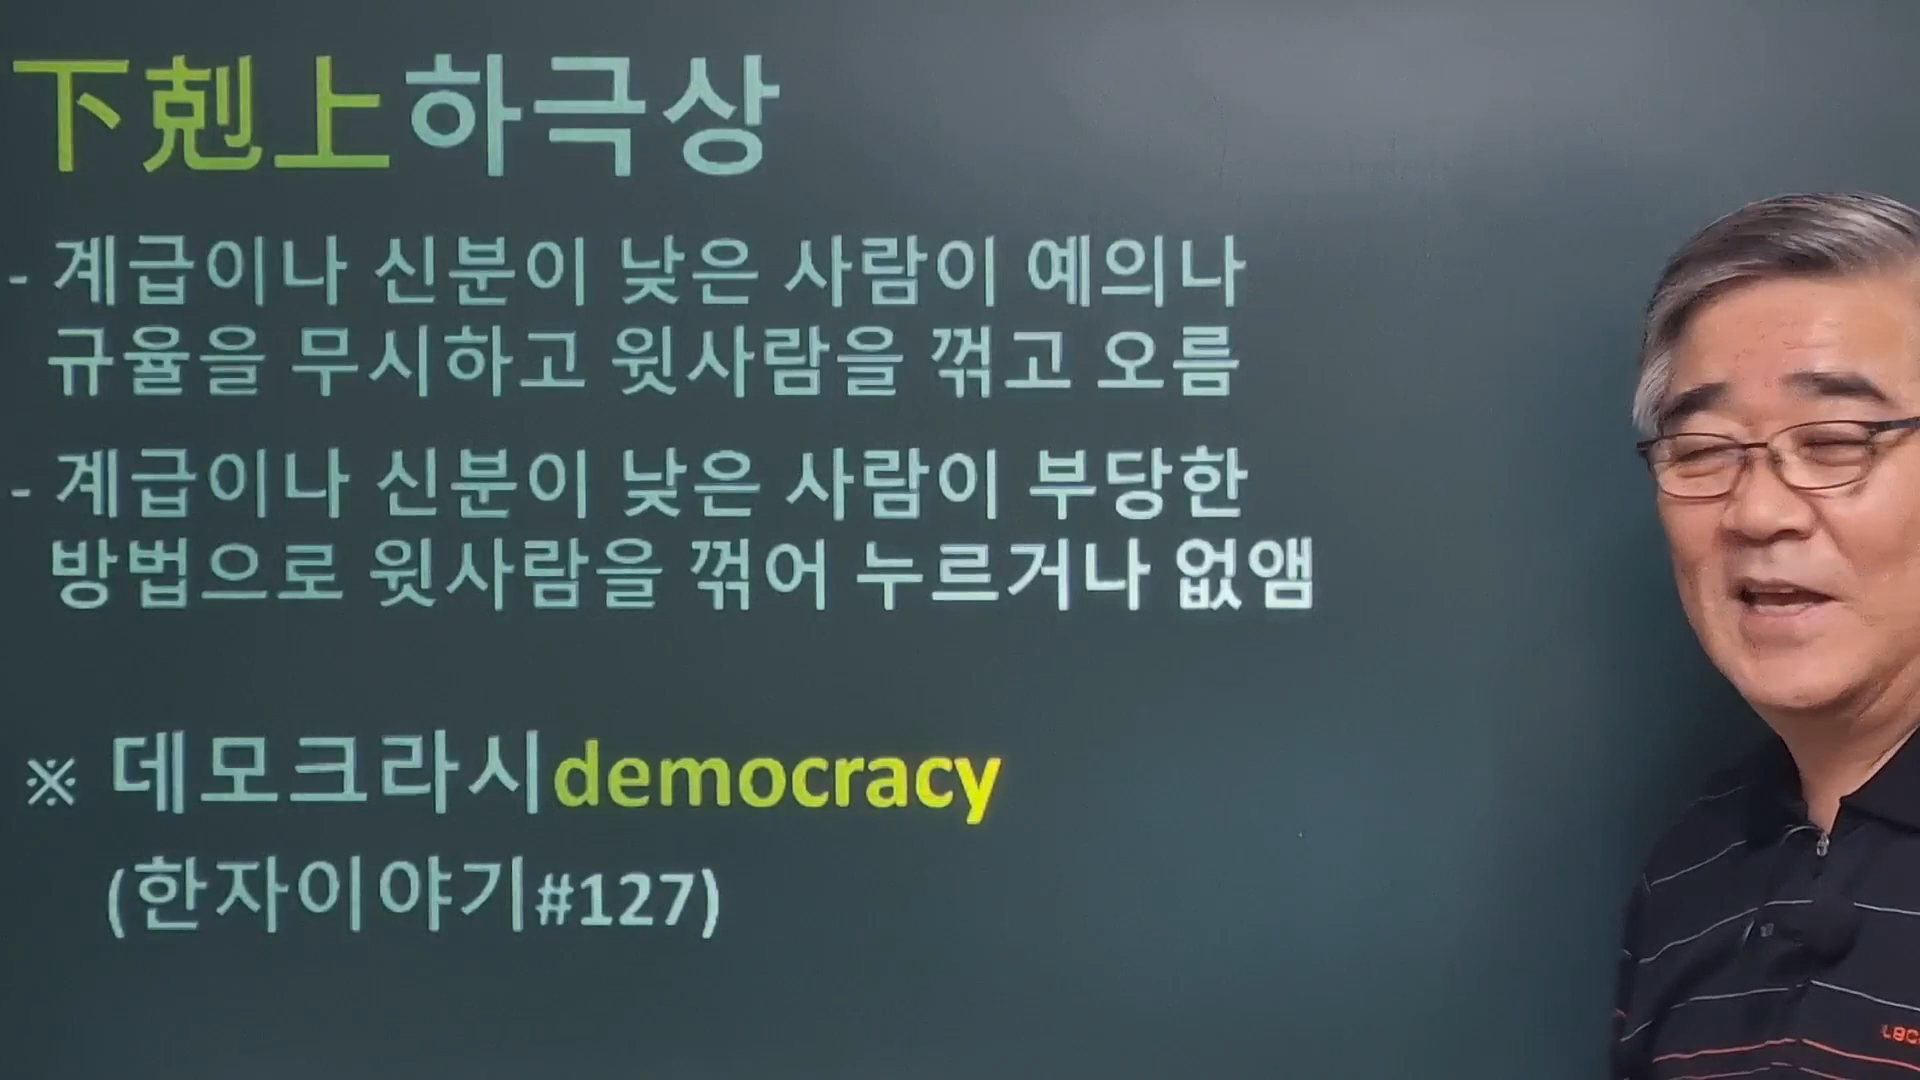 下剋上하극상
- 계급이나 신분이 낮은 사람이 예의나
규율을 무시하고 윗사람을 꺾고 오름
- 계급이나 신분이 낮은 사람이 부당한
방법으로 윗사람을 꺾어 누르거나 없앰
※ 데모크라시democracy
(한자이야기#127)